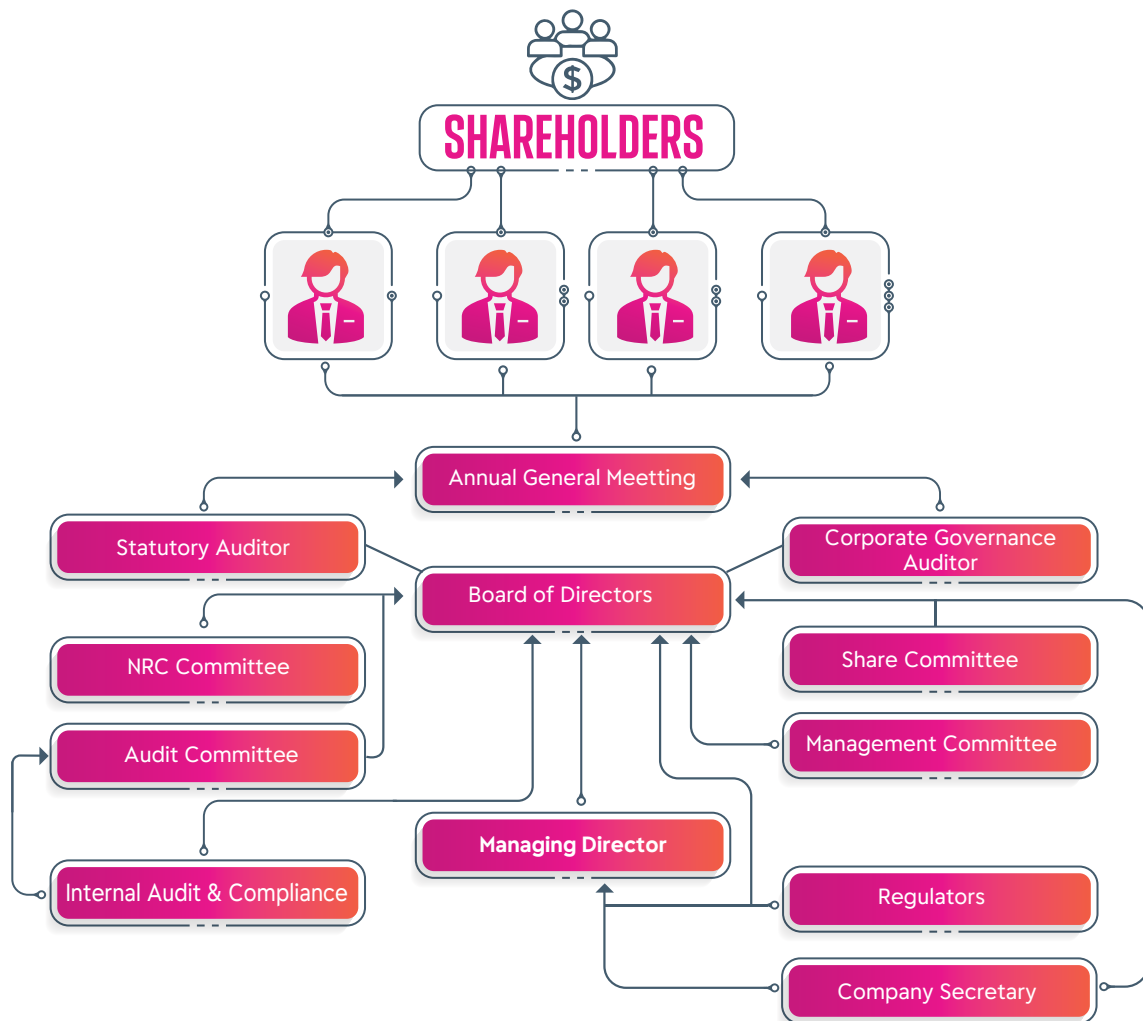 $
SHAREHOLDERS
Annual General Meetting
Statutory Auditor
Corporate Governance
Auditor
Board of Directors
NRC Committee
Share Committee
Audit Committee
Management Committee
Managing Director
Internal Audit & Compliance
Regulators
Company Secretary